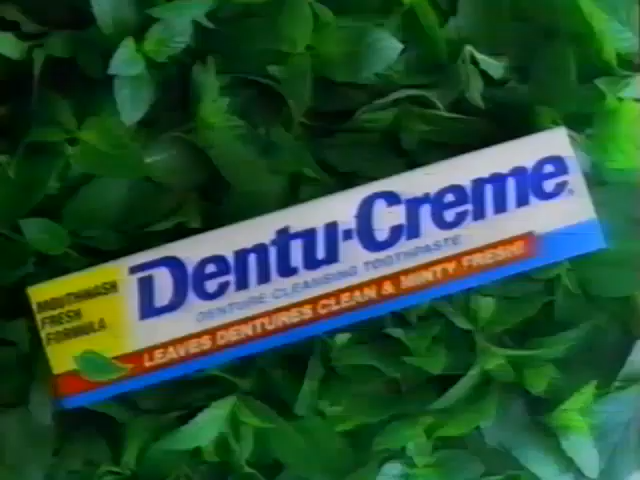 MOUTHWASH
FRESH
FORMULA
Dentu-Creme
DENTURE CLEANSING TOOTHPASTE
LEAVES DENTURES CLEAN & MINTY FRESH!